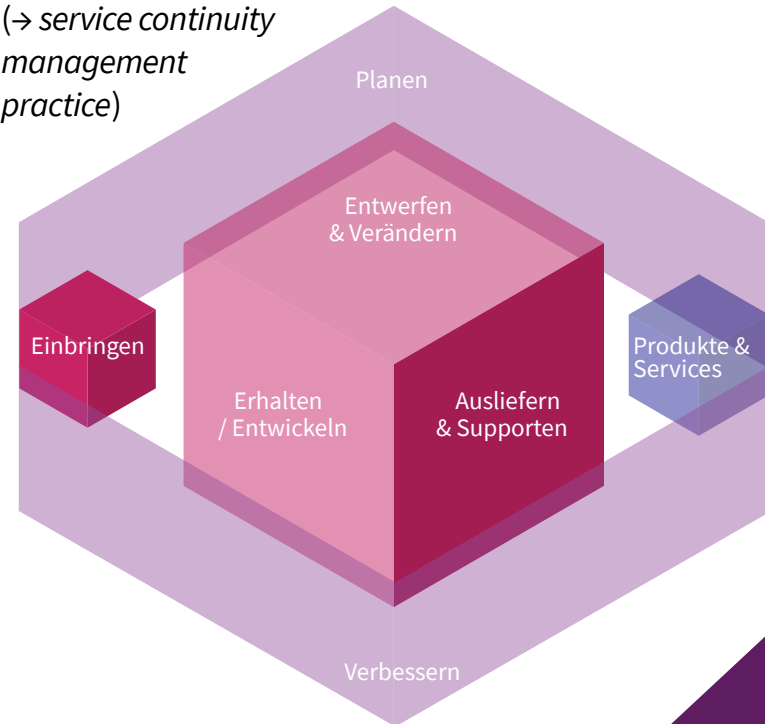 (→ service continuity
management
practice)
Planen
Entwerfen
& Verändern
Einbringen
Produkte &
Services
Erhalten
/ Entwickeln
Ausliefern
& Supporten
Verbessern